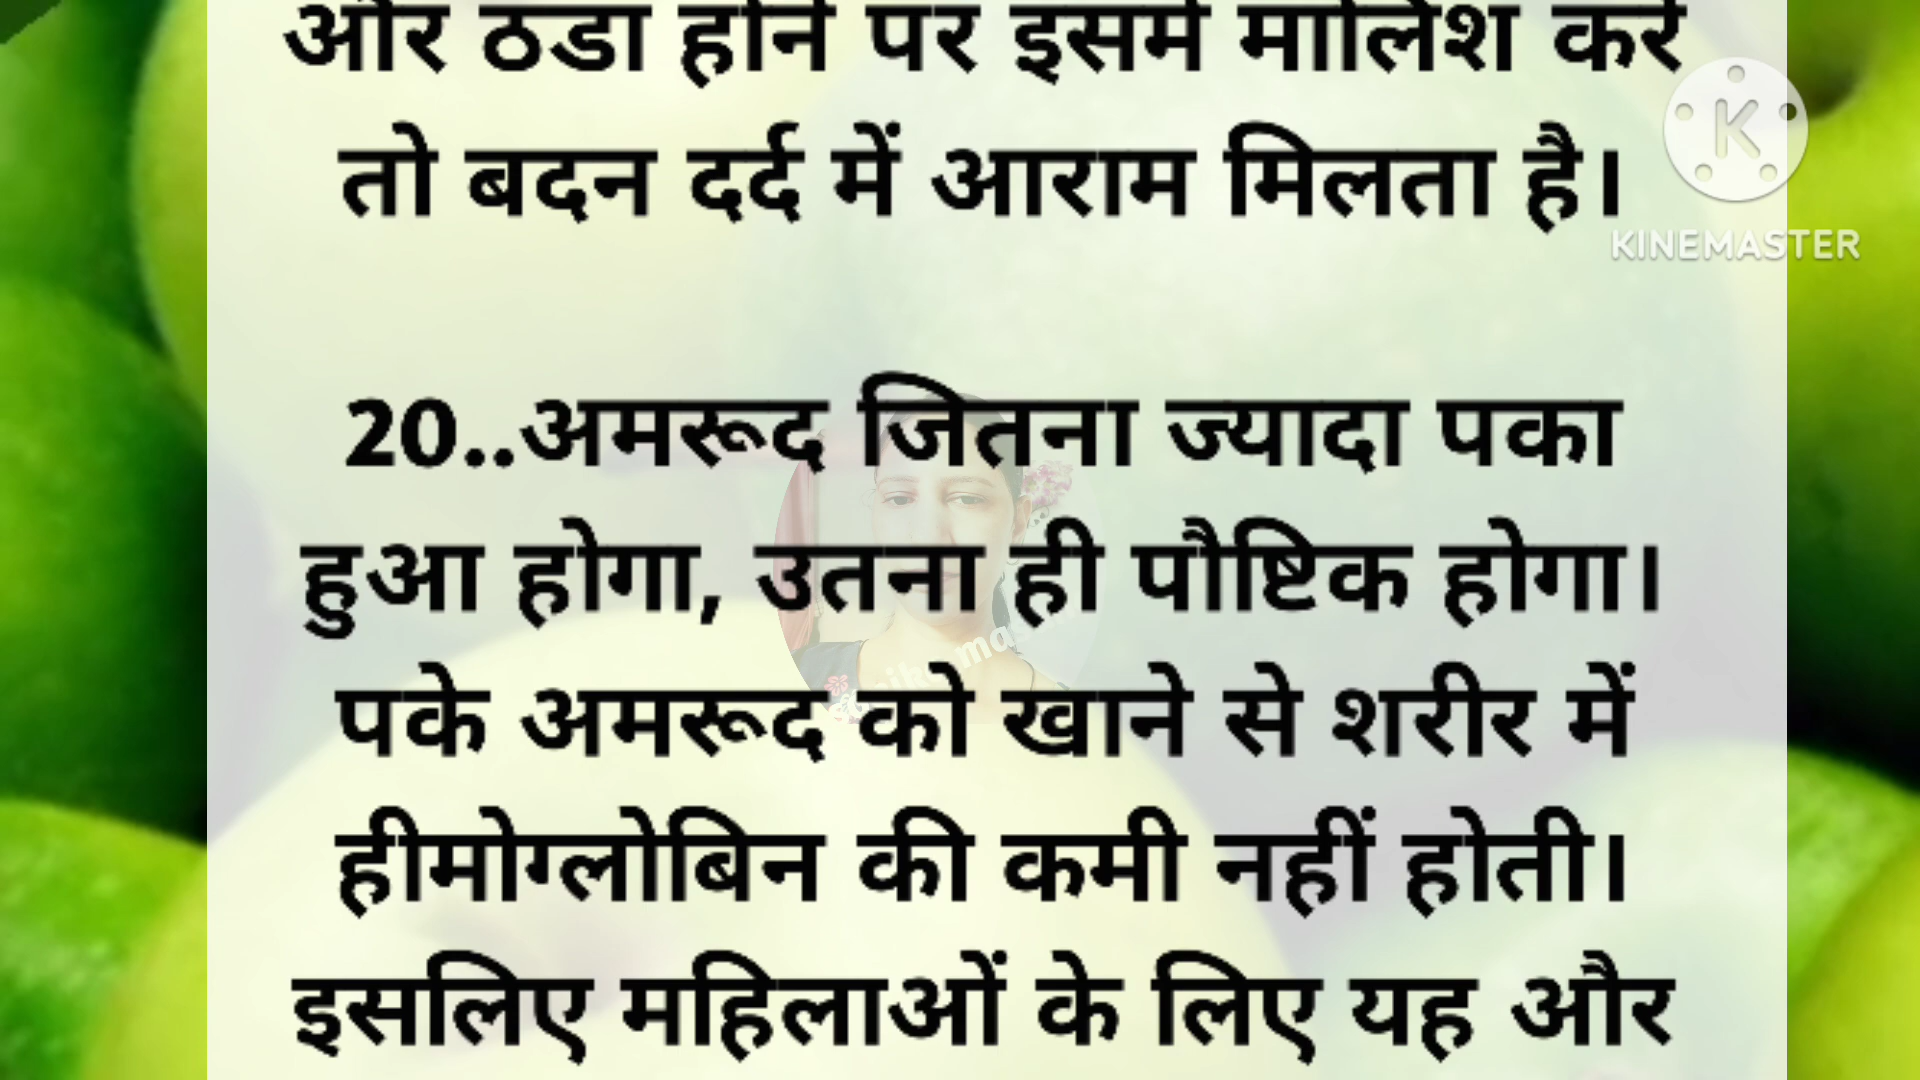 और ठंडा होने पर इसमें मालिश करें
तो बदन दर्द में आराम मिलता है।
KINEMASTER
20..अमरूद जितना ज्यादा पका
हुआ होगा, उतना ही पौष्टिक होगा।
पके अमरूद को खाने से शरीर में
हीमोग्लोबिन की कमी नहीं होती।
इसलिए महिलाओं के लिए यह और